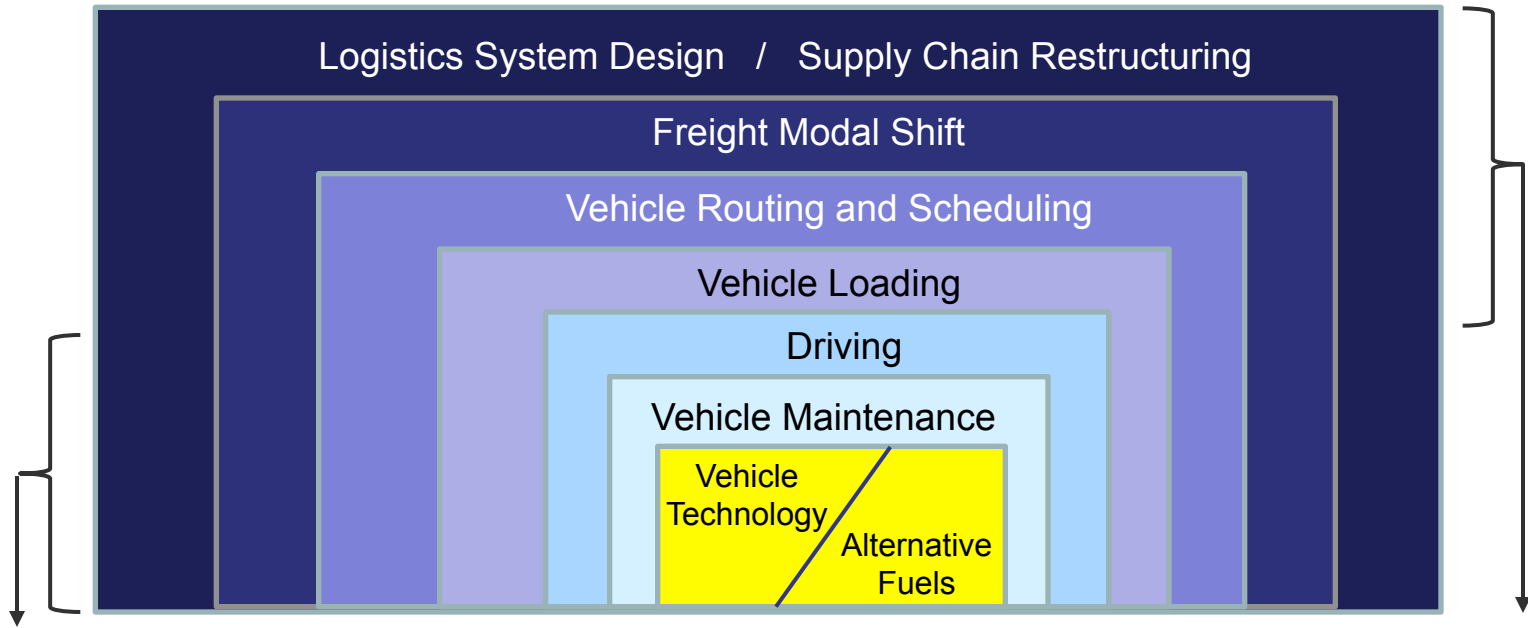 Logistics System Design / Supply Chain Restructuring
Freight Modal Shift
Vehicle Routing and Scheduling
Vehicle Loading
Driving
Vehicle Maintenance
Vehicle
Technology
Alternative
Fuels